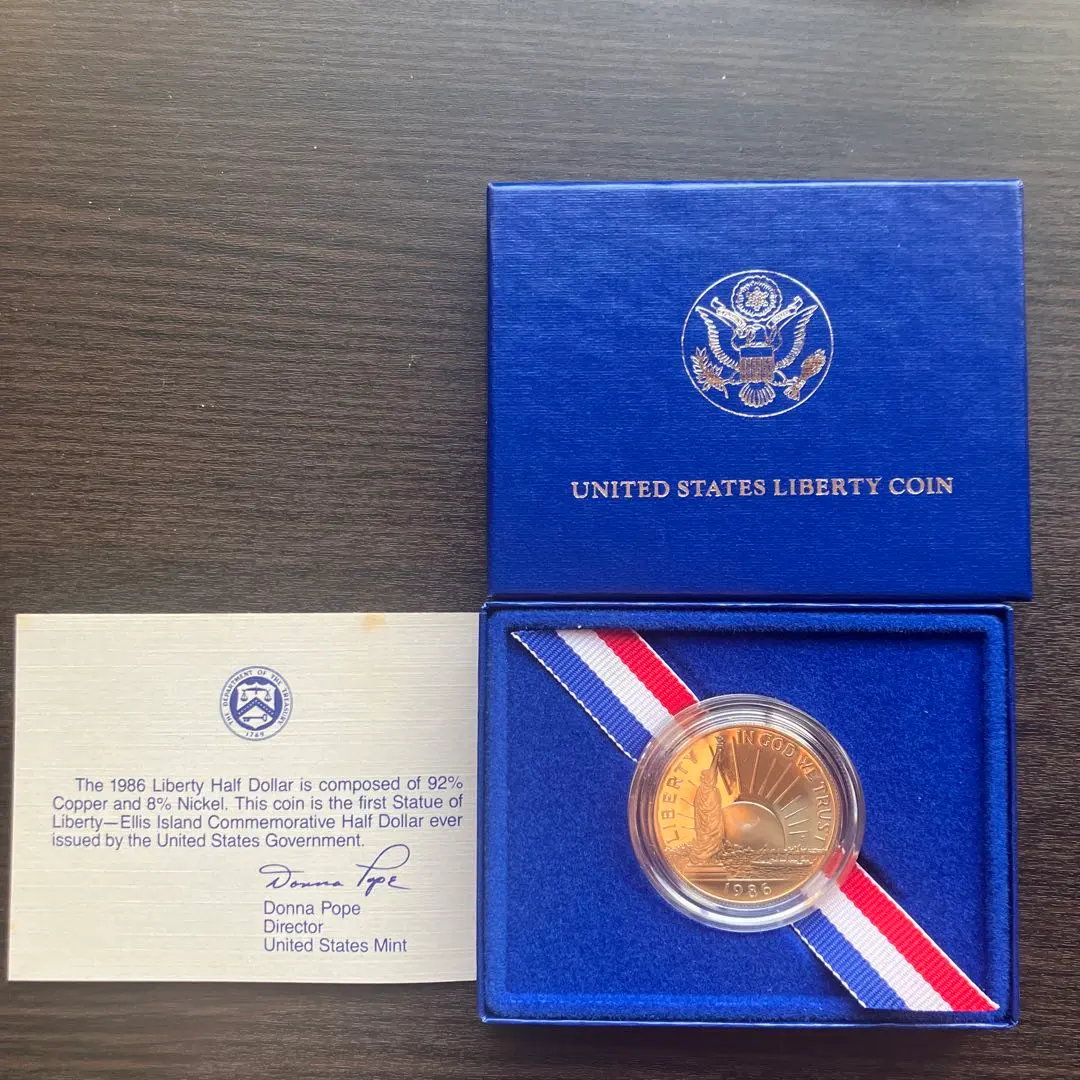 UNITED STATES LIBERTY COIN
THE DEPARTMENT OF THE TREASURY
1789
The 1986 Liberty Half Dollar is composed of 92%
Copper and 8% Nickel. This coin is the first Statue of
Liberty—Ellis Island Commemorative Half Dollar ever
issued by the United States Government.
Donna Pope
Donna Pope
Director
United States Mint
LIBERTY
IN GOD WE TRUST
1986